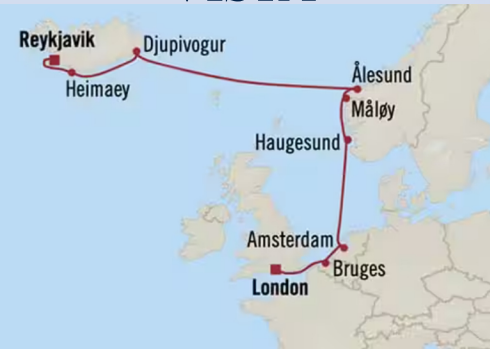 Reykjavik
Djupivogur
Heimaey
Ålesund
Måløy
Haugesund
Amsterdam
Bruges
London